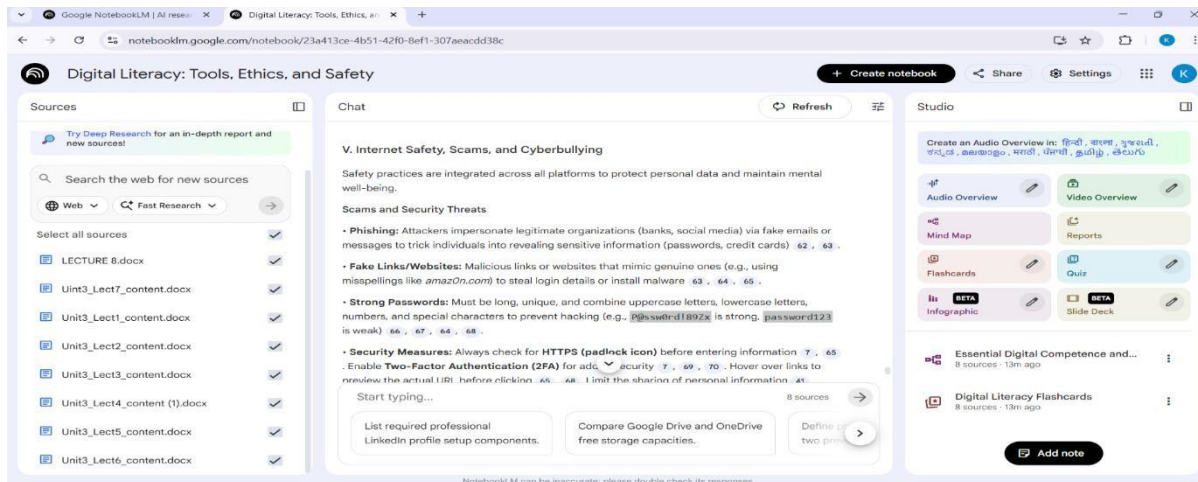 Google NotebookLM | AI resear
Digital Literacy: Tools, Ethics, an
notebooklm.google.com/notebook/23a413ce-4b51-42f0-8ef1-307aeacdd38c
K
Digital Literacy: Tools, Ethics, and Safety
+ Create notebook
Share
Settings
K
Sources
Try Deep Research for an in-depth report and
new sources!
Search the web for new sources
Web
Fast Research
Select all sources
LECTURE 8.docx
Uint3_Lect7_content.docx
Unit3_Lect1_content.docx
Unit3_Lect2_content.docx
Unit3_Lect3_content.docx
Unit3_Lect4_content (1).docx
Unit3_Lect5_content.docx
Unit3_Lect6_content.docx
Chat
Refresh
V. Internet Safety, Scams, and Cyberbullying
Safety practices are integrated across all platforms to protect personal data and maintain mental
well-being.
Scams and Security Threats
• Phishing: Attackers impersonate legitimate organizations (banks, social media) via fake emails or
messages to trick individuals into revealing sensitive information (passwords, credit cards) 62 , 63 .
• Fake Links/Websites: Malicious links or websites that mimic genuine ones (e.g., using
misspellings like amaz0n.com) to steal login details or install malware 63 , 64 , 65 .
• Strong Passwords: Must be long, unique, and combine uppercase letters, lowercase letters,
numbers, and special characters to prevent hacking (e.g., P@ssw0rd!89Zx is strong, password123
is weak) 66 , 67 , 64 , 68 .
• Security Measures: Always check for HTTPS (padlock icon) before entering information 7 , 65
. Enable Two-Factor Authentication (2FA) for security 7 , 69 , 70 . Hover over links to
preview the actual URL before clicking 65 68 Limit the sharing of personal information 41
Start typing...
8 sources
List required professional
LinkedIn profile setup components.
Compare Google Drive and OneDrive
free storage capacities.
Define
two
NotebookLM can be inaccurate; please double check its responses.
Studio
Create an Audio Overview in: हिन्दी , বাংলা , ગુજરાતી ,
ಕನ್ನಡ , മലയാളം , मराठी , ਪੰਜਾਬੀ , தமிழ் , తెలుగు
Audio Overview
Video Overview
Mind Map
Reports
Flashcards
Quiz
BETA
Infographic
BETA
Slide Deck
Essential Digital Competence and...
8 sources · 13m ago
Digital Literacy Flashcards
8 sources · 13m ago
Add note